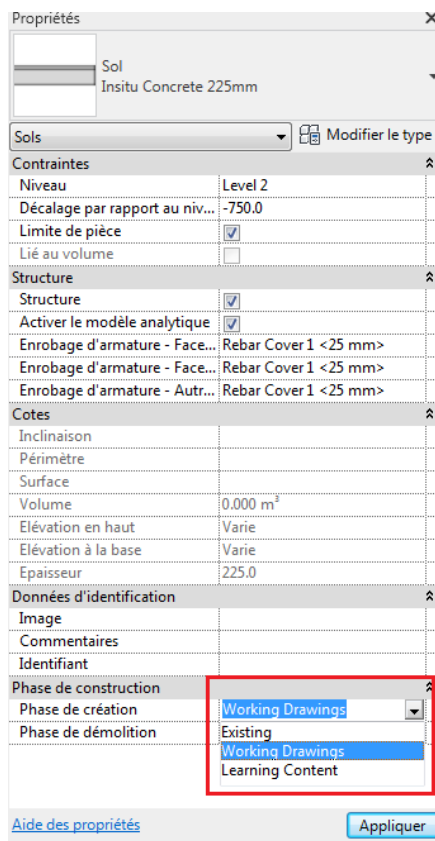 Propriétés
Sol
Insitu Concrete 225mm
Sols Modifier le type
Contraintes
Niveau Level 2
Décalage par rapport au niv... -750.0
Limite de pièce
Lié au volume
Structure
Structure
Activer le modèle analytique
Enrobage d'armature - Face... Rebar Cover 1 <25 mm>
Enrobage d'armature - Face... Rebar Cover 1 <25 mm>
Enrobage d'armature - Autr... Rebar Cover 1 <25 mm>
Cotes
Inclinaison
Périmètre
Surface
Volume 0.000 m³
Elévation en haut Varie
Elévation à la base Varie
Epaisseur 225.0
Données d'identification
Image
Commentaires
Identifiant
Phase de construction
Phase de création Working Drawings
Phase de démolition Existing
Working Drawings
Learning Content
Aide des propriétés Appliquer